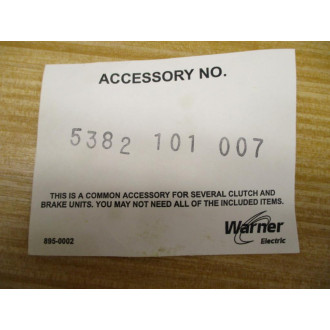 ACCESSORY NO.
5382 101 007
THIS IS A COMMON ACCESSORY FOR SEVERAL CLUTCH AND
BRAKE UNITS. YOU MAY NOT NEED ALL OF THE INCLUDED ITEMS.
Warner
Electric
895-0002